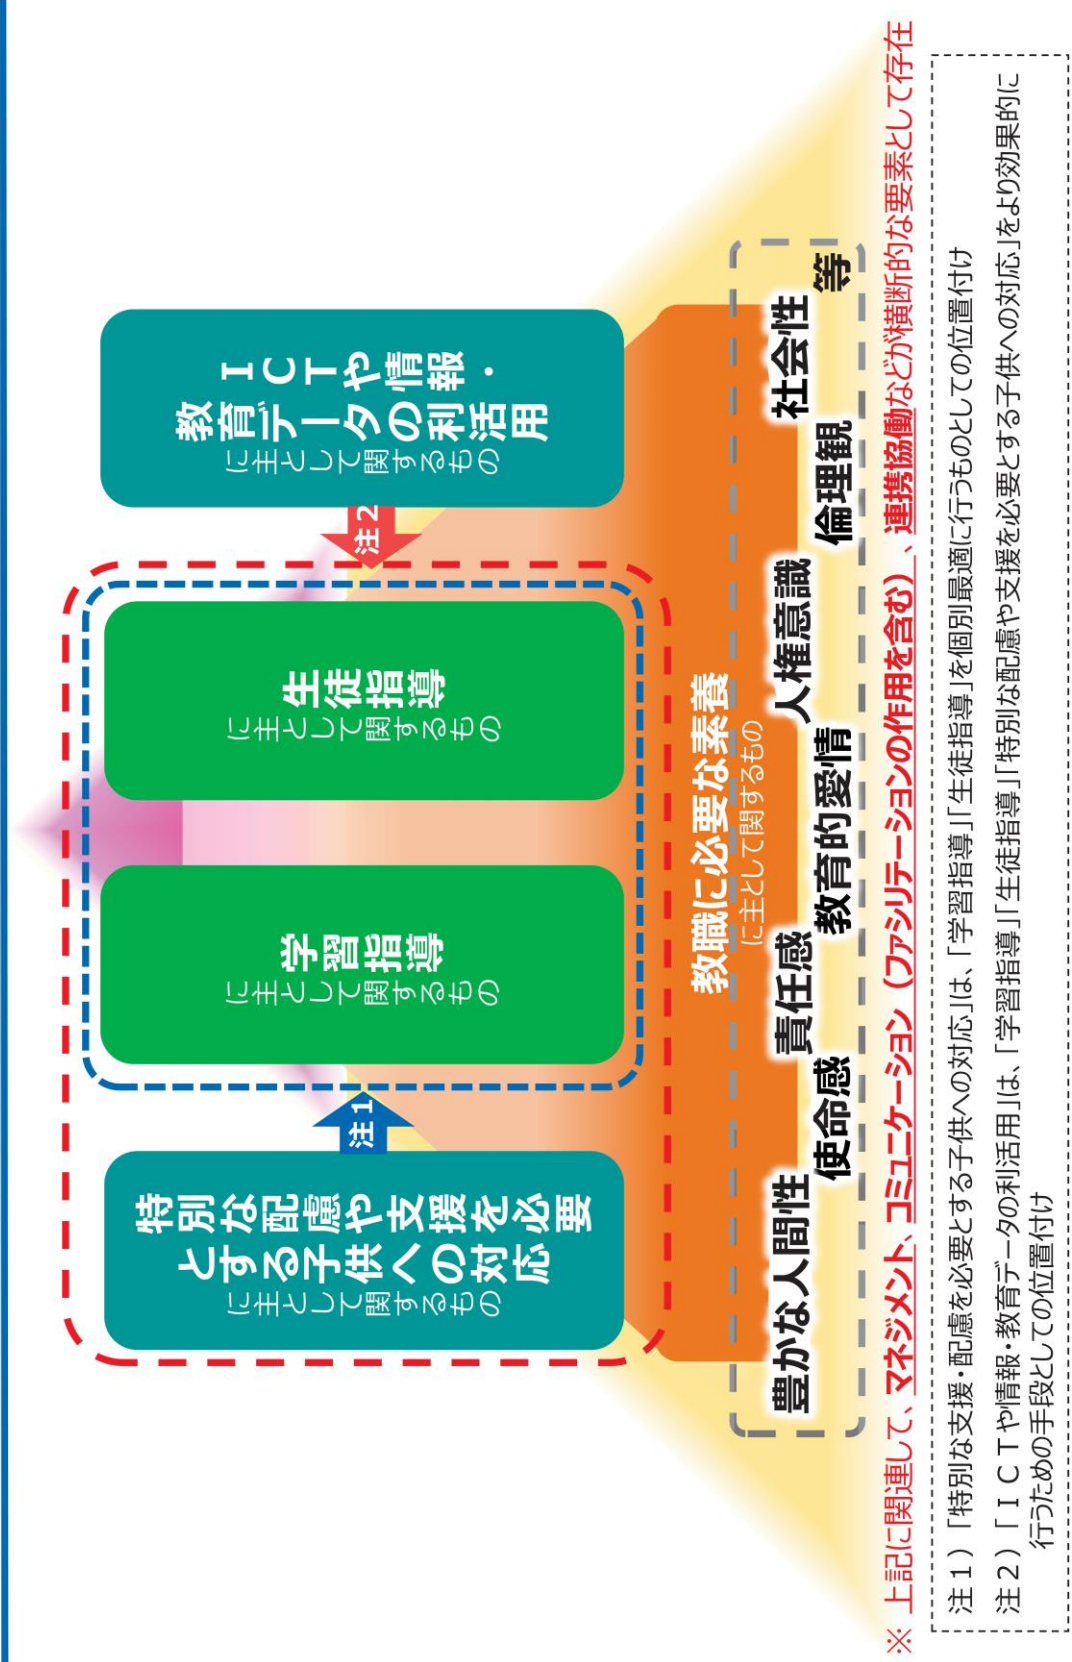 特別な配慮や支援を必要
とする子供への対応
に主として関するもの
注１
学習指導
に主として関するもの
生徒指導
に主として関するもの
注２
ＩＣＴや情報・
教育データの利活用
に主として関するもの
教職に必要な素養
に主として関するもの
豊かな人間性
使命感
責任感
教育的愛情
人権意識
倫理観
社会性
等
※ 上記に関連して、マネジメント、コミュニケーション（ファシリテーションの作用を含む）、連携協働などが横断的な要素として存在
注１）「特別な支援・配慮を必要とする子供への対応」は、「学習指導」「生徒指導」を個別最適に行うものとしての位置付け
注２）「ＩＣＴや情報・教育データの利活用」は、「学習指導」「生徒指導」「特別な配慮や支援を必要とする子供への対応」をより効果的に
行うための手段としての位置付け